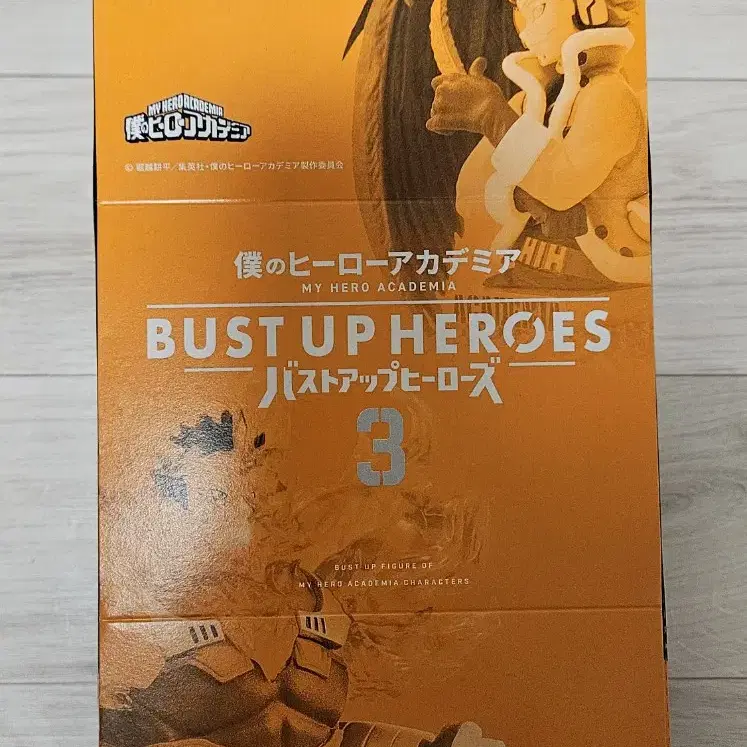 MY HERO ACADEMIA
僕のヒーローアカデミア
© 堀越耕平／集英社・僕のヒーローアカデミア製作委員会
HIH
僕のヒーローアカデミア
MY HERO ACADEMIA
BUST UP HEROES
バストアップヒーローズ
3
BUST UP FIGURE OF
MY HERO ACADEMIA CHARACTERS